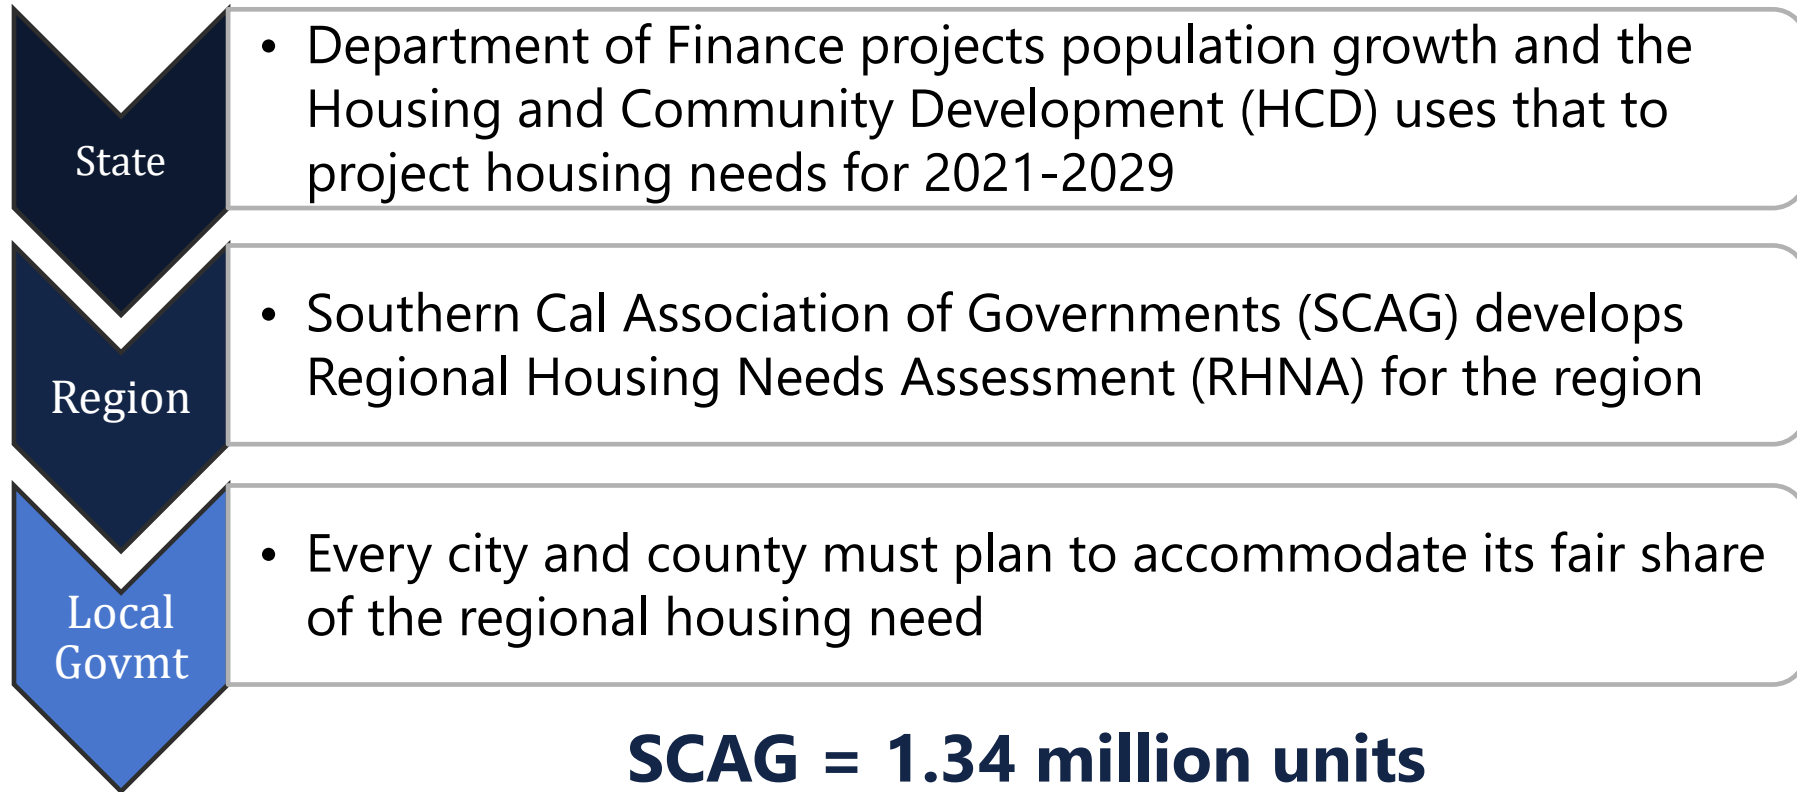 State
• Department of Finance projects population growth and the
Housing and Community Development (HCD) uses that to
project housing needs for 2021-2029
Region
• Southern Cal Association of Governments (SCAG) develops
Regional Housing Needs Assessment (RHNA) for the region
Local
Govmt
• Every city and county must plan to accommodate its fair share
of the regional housing need
SCAG = 1.34 million units